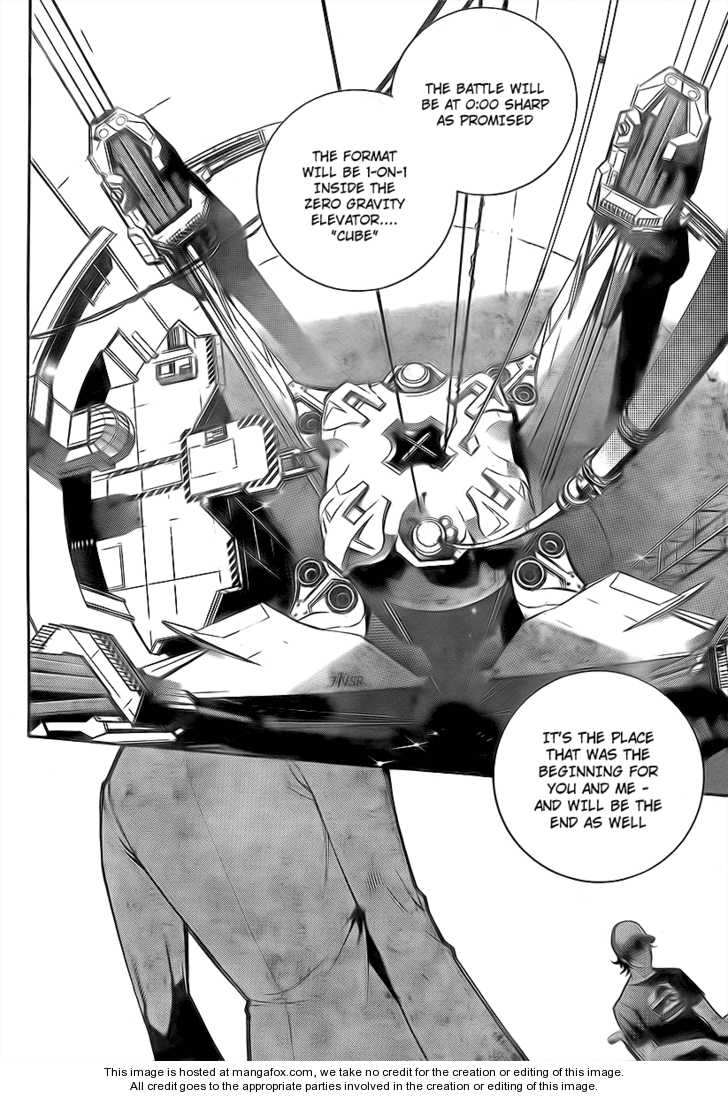 THE BATTLE WILL
BE AT 0:00 SHARP
AS PROMISED
THE FORMAT
WILL BE 1-ON-1
INSIDE THE
ZERO GRAVITY
ELEVATOR....
"CUBE"
IT'S THE PLACE
THAT WAS THE
BEGINNING FOR
YOU AND ME -
AND WILL BE THE
END AS WELL
This image is hosted at mangafox.com, we take no credit for the creation or editing of this image.
All credit goes to the appropriate parties involved in the creation or editing of this image.